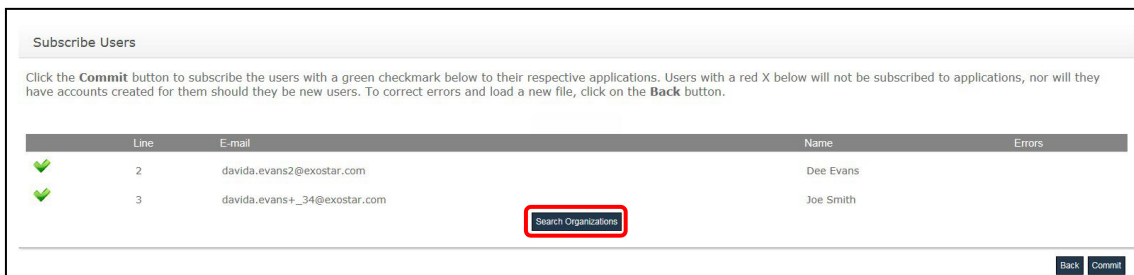 Subscribe Users
Click the Commit button to subscribe the users with a green checkmark below to their respective applications. Users with a red X below will not be subscribed to applications, nor will they
have accounts created for them should they be new users. To correct errors and load a new file, click on the Back button.
Line E-mail Name Errors
2 davida.evans2@exostar.com Dee Evans
3 davida.evans+_34@exostar.com Joe Smith
Search Organizations
Back Commit